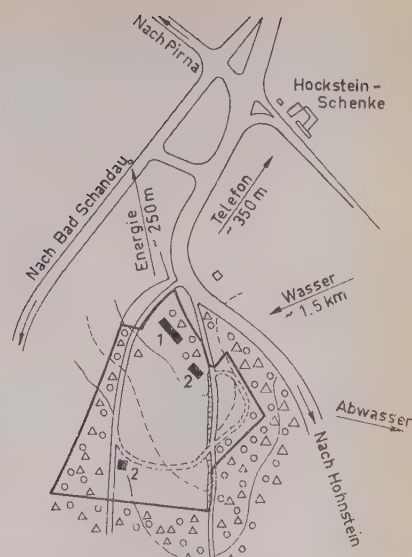 Nach Pirna
Hockstein -
Schenke
Nach Bad Schandau
Energie
~ 250 m
Telefon
~ 350 m
Wasser
~ 1.5 km
1
2
Abwasser
2
Nach Hohnstein